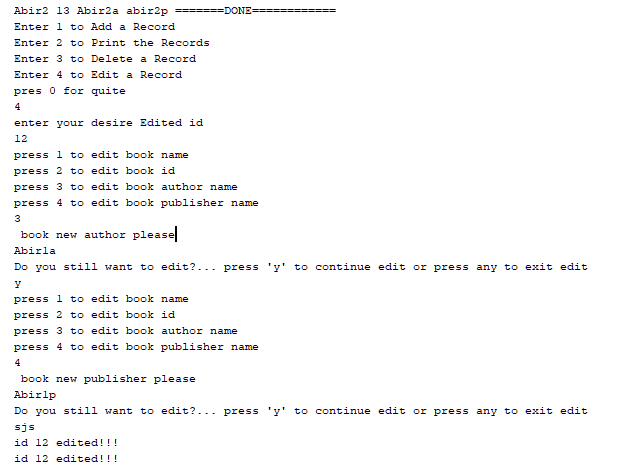 Abir2 13 Abir2a abir2p =======DONE============
Enter 1 to Add a Record
Enter 2 to Print the Records
Enter 3 to Delete a Record
Enter 4 to Edit a Record
pres 0 for quite
4
enter your desire Edited id
12
press 1 to edit book name
press 2 to edit book id
press 3 to edit book author name
press 4 to edit book publisher name
3
book new author please
Abir1a
Do you still want to edit?... press 'y' to continue edit or press any to exit edit
y
press 1 to edit book name
press 2 to edit book id
press 3 to edit book author name
press 4 to edit book publisher name
4
book new publisher please
Abir1p
Do you still want to edit?... press 'y' to continue edit or press any to exit edit
sjs
id 12 edited!!!
id 12 edited!!!